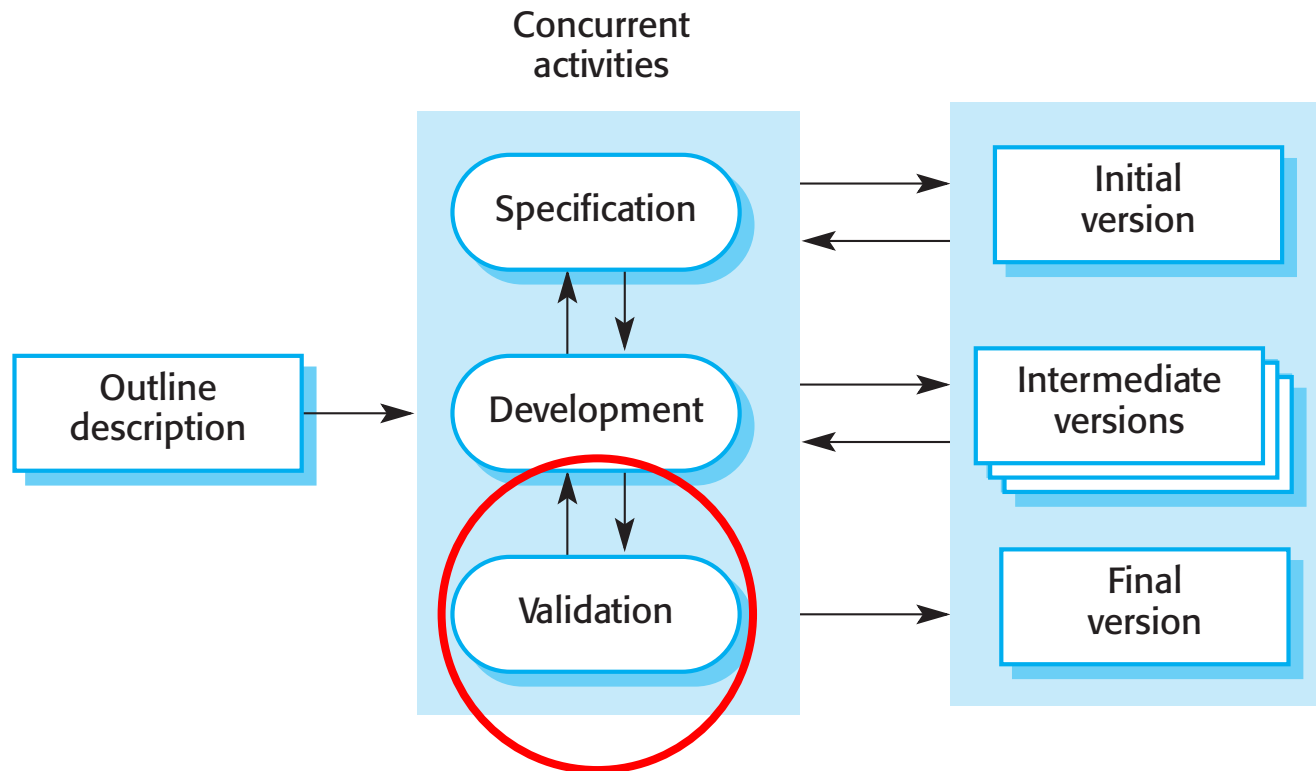 Concurrent
activities
Specification
Initial
version
Outline
description
Development
Intermediate
versions
Validation
Final
version